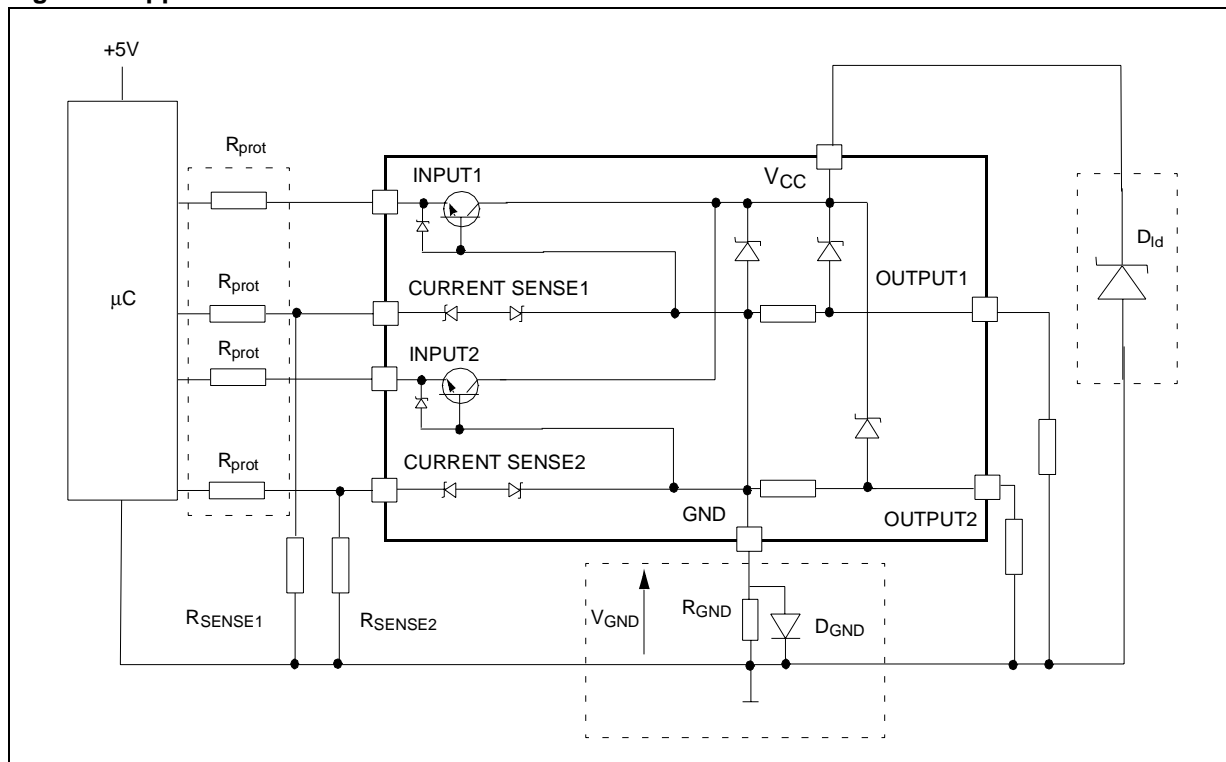 +5V
Rprot
INPUT1
VCC
Dld
Rprot
CURRENT SENSE1
OUTPUT1
μC
Rprot
INPUT2
Rprot
CURRENT SENSE2
GND
OUTPUT2
RSENSE1
RSENSE2
VGND
RGND
DGND